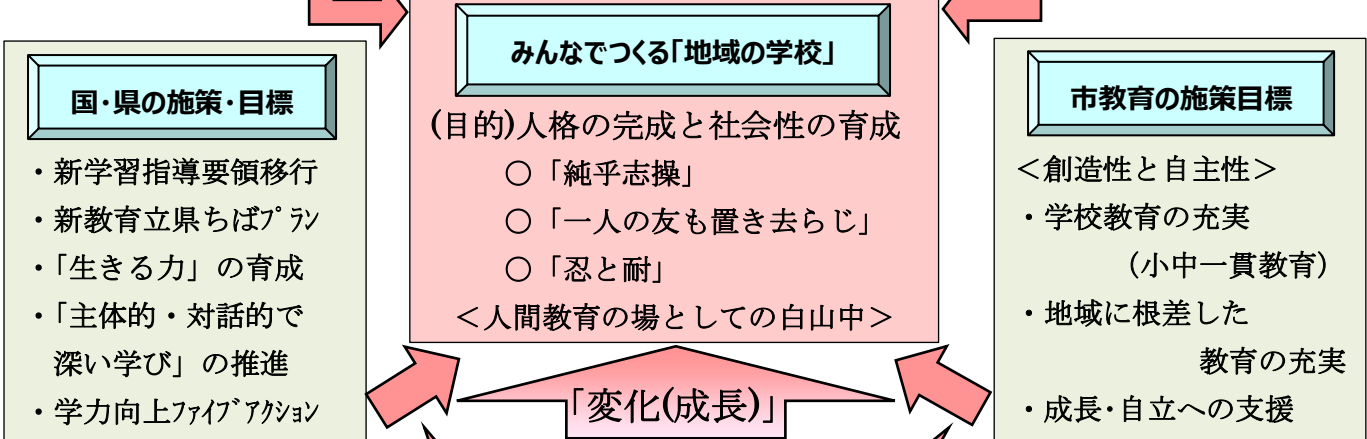 みんなでつくる「地域の学校」
(目的)人格の完成と社会性の育成
○「純乎志操」
○「一人の友も置き去らじ」
○「忍と耐」
＜人間教育の場としての白山中＞
「変化(成長)」
国・県の施策・目標
・新学習指導要領移行
・新教育立県ちばﾌﾟﾗﾝ
・「生きる力」の育成
・「主体的・対話的で
深い学び」の推進
・学力向上ﾌｧｲﾌﾞｱｸｼｮﾝ
市教育の施策目標
＜創造性と自主性＞
・学校教育の充実
(小中一貫教育)
・地域に根差した
教育の充実
・成長・自立への支援